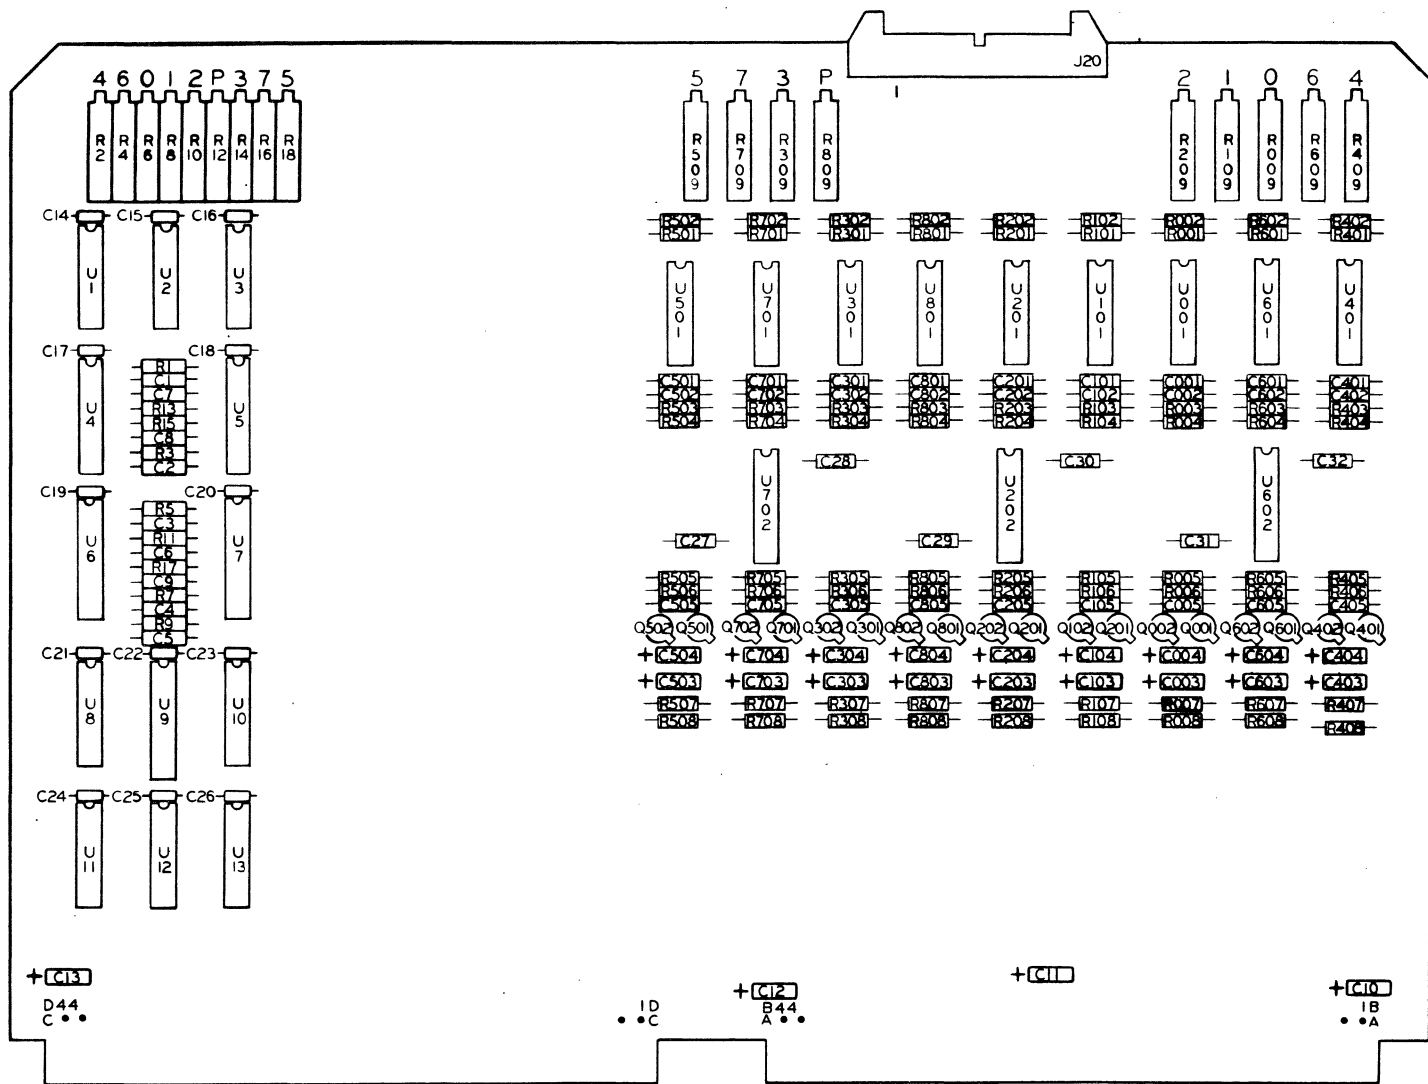 J20
4 6 0 1 2 P 3 7 5
5 7 3 P
2 1 0 6 4
R2 R4 R6 R8 R10 R12 R14 R16 R18
R509 R709 R309 R809
R209 R109 R009 R609 R409
C14 C15 C16
R502 R702 R302 R802 R202 R102 R002 R602 R402
R501 R701 R301 R801 R201 R101 R001 R601 R401
U1 U2 U3
U501 U701 U301 U801 U201 U101 U001 U601 U401
C17 C18
R1
C1
C7
R13
R15
C8
R3
C2
U4 U5
C501 C701 C301 C801 C201 C101 C001 C601 C401
C502 C702 C302 C802 C202 C102 C002 C602 C402
R503 R703 R303 R803 R203 R103 R003 R603 R403
R504 R704 R304 R804 R204 R104 R004 R604 R404
C28 C30 C32
C19 C20
U702 U202 U602
R5
C3
R11
C6
R17
C9
R7
C4
R9
C5
U6 U7
C27 C29 C31
R505 R705 R305 R805 R205 R105 R005 R605 R405
R506 R706 R306 R806 R206 R106 R006 R606 R406
C505 C705 C305 C805 C205 C105 C005 C605 C405
Q502 Q501 Q702 Q701 Q302 Q301 Q802 Q801 Q202 Q201 Q102 Q201 Q002 Q001 Q602 Q601 Q402 Q401
C21 C22 C23
+ C504 + C704 + C304 + C804 + C204 + C104 + C004 + C604 + C404
+ C503 + C703 + C303 + C803 + C203 + C103 + C003 + C603 + C403
R507 R707 R307 R807 R207 R107 R007 R607 R407
R508 R708 R308 R808 R208 R108 R008 R608 R408
U8 U9 U10
C24 C25 C26
U11 U12 U13
+ C13
+ C12
+ C11
+ C10
D44
C
1D
C
B44
A
1B
A